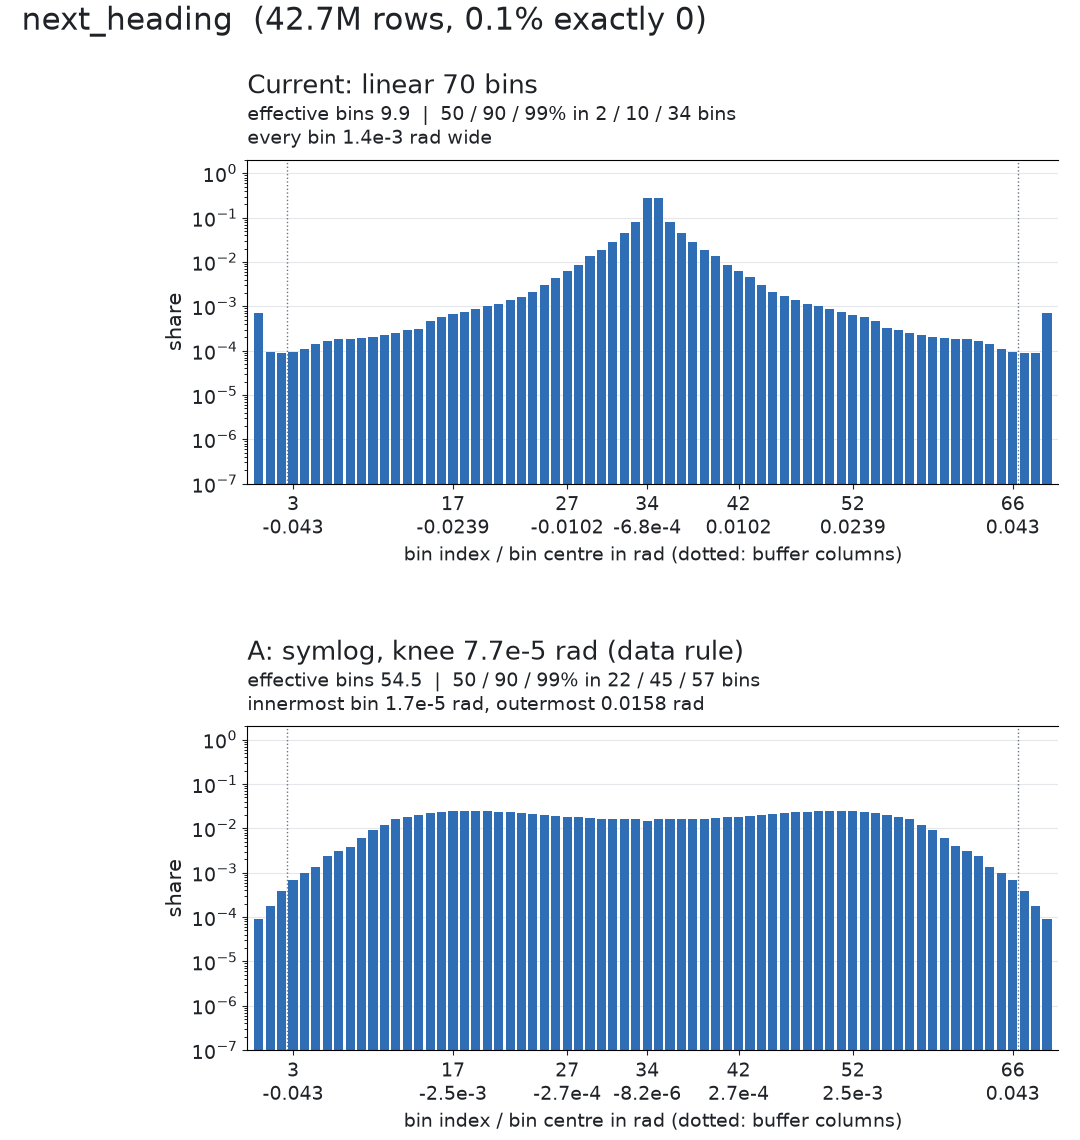 next_heading (42.7M rows, 0.1% exactly 0)
Current: linear 70 bins
effective bins 9.9 | 50 / 90 / 99% in 2 / 10 / 34 bins
every bin 1.4e-3 rad wide
10⁰
10⁻¹
10⁻²
10⁻³
10⁻⁴
10⁻⁵
10⁻⁶
10⁻⁷
share
3 17 27 34 42 52 66
-0.043 -0.0239 -0.0102 -6.8e-4 0.0102 0.0239 0.043
bin index / bin centre in rad (dotted: buffer columns)
A: symlog, knee 7.7e-5 rad (data rule)
effective bins 54.5 | 50 / 90 / 99% in 22 / 45 / 57 bins
innermost bin 1.7e-5 rad, outermost 0.0158 rad
10⁰
10⁻¹
10⁻²
10⁻³
10⁻⁴
10⁻⁵
10⁻⁶
10⁻⁷
share
3 17 27 34 42 52 66
-0.043 -2.5e-3 -2.7e-4 -8.2e-6 2.7e-4 2.5e-3 0.043
bin index / bin centre in rad (dotted: buffer columns)